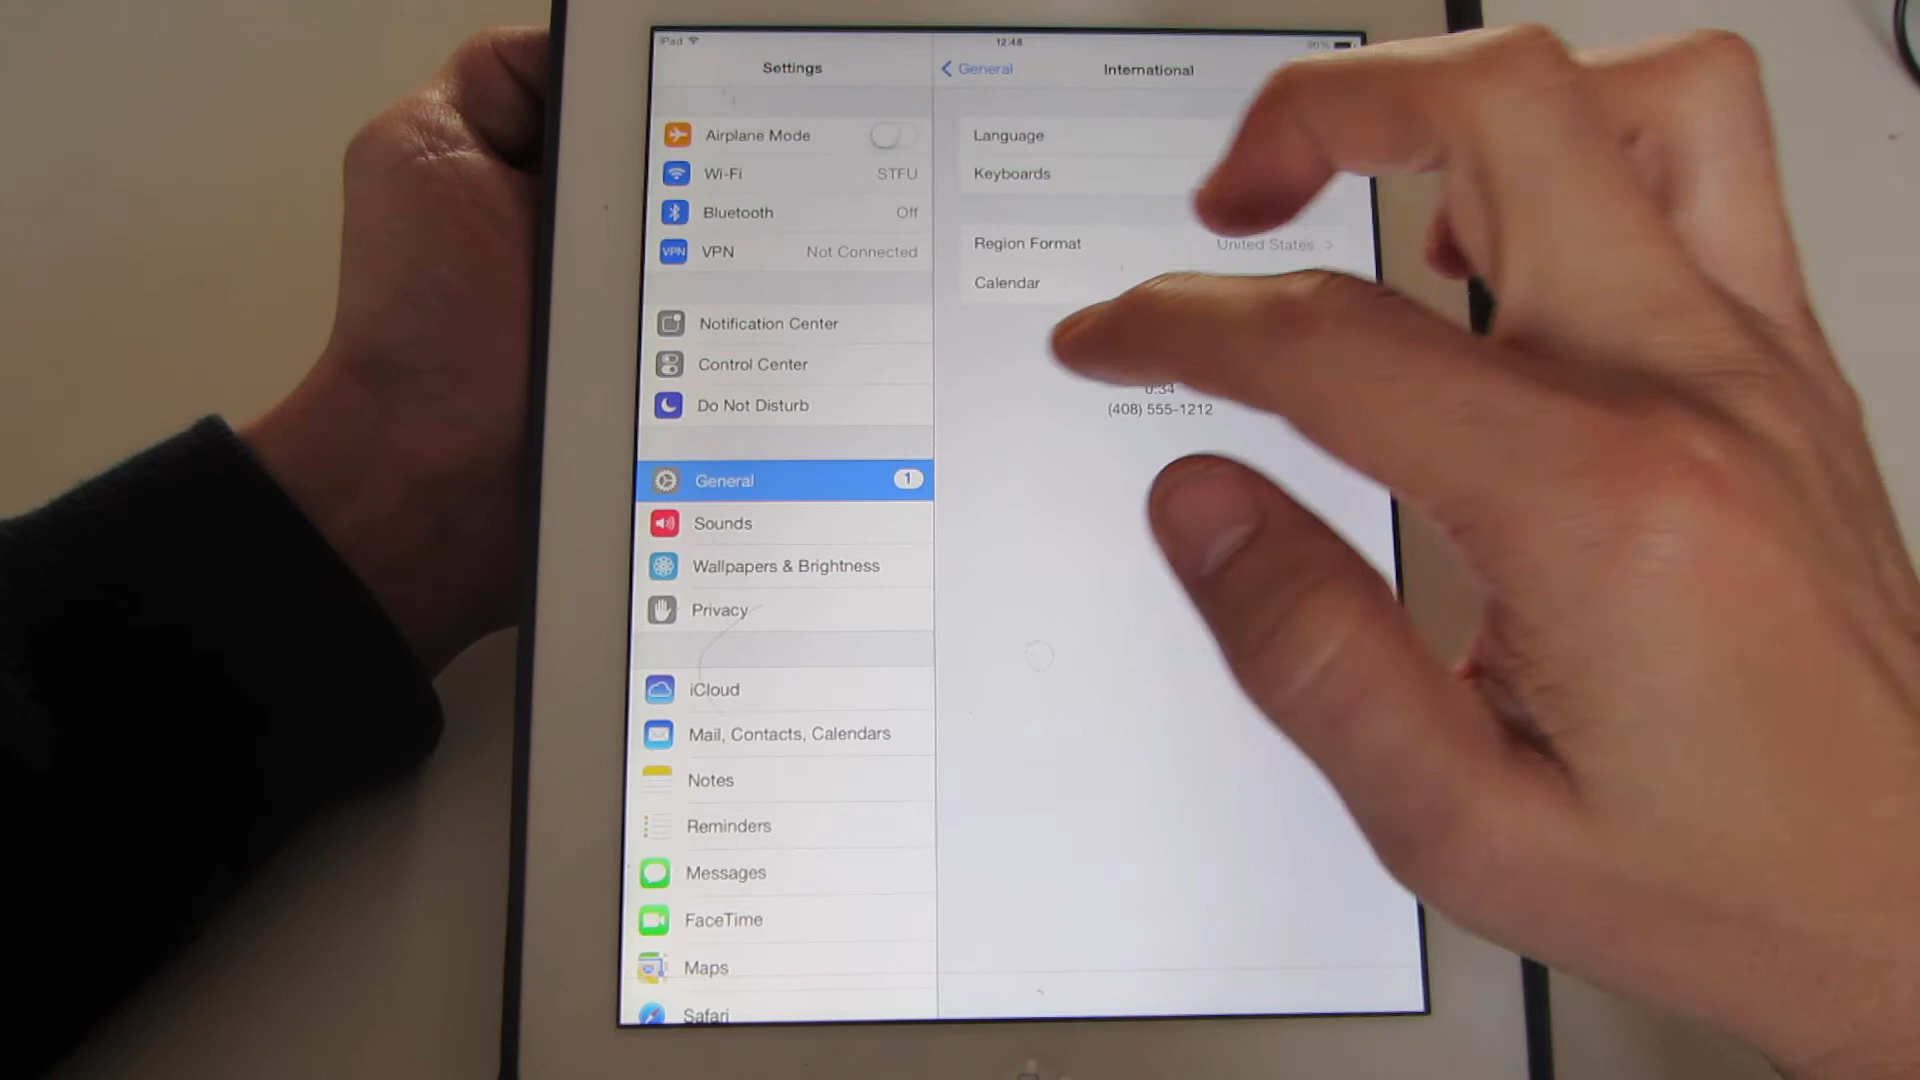 iPad
12:48
Settings
Airplane Mode
Wi-Fi STFU
Bluetooth Off
VPN VPN Not Connected
Notification Center
Control Center
Do Not Disturb
General 1
Sounds
Wallpapers & Brightness
Privacy
iCloud
Mail, Contacts, Calendars
Notes
Reminders
Messages
FaceTime
Maps
Safari
General International
Language
Keyboards
Region Format United States
Calendar
(408) 555-1212